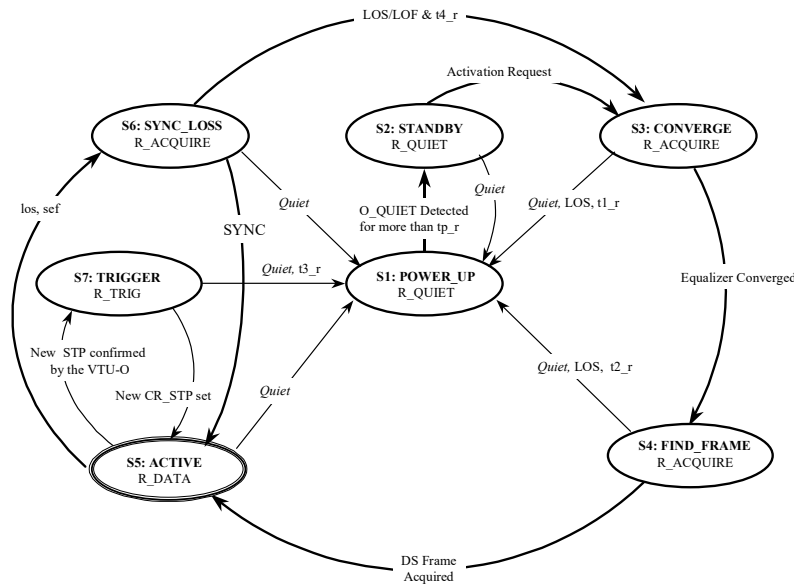 LOS/LOF & t4_r
Activation Request
S6: SYNC_LOSS
R_ACQUIRE
S2: STANDBY
R_QUIET
S3: CONVERGE
R_ACQUIRE
los, sef
Quiet
SYNC
O_QUIET Detected
for more than tp_r
Quiet
Quiet, LOS, t1_r
S7: TRIGGER
R_TRIG
Quiet, t3_r
S1: POWER_UP
R_QUIET
Equalizer Converged
New STP confirmed
by the VTU-O
New CR_STP set
Quiet
Quiet, LOS, t2_r
S5: ACTIVE
R_DATA
S4: FIND_FRAME
R_ACQUIRE
DS Frame
Acquired